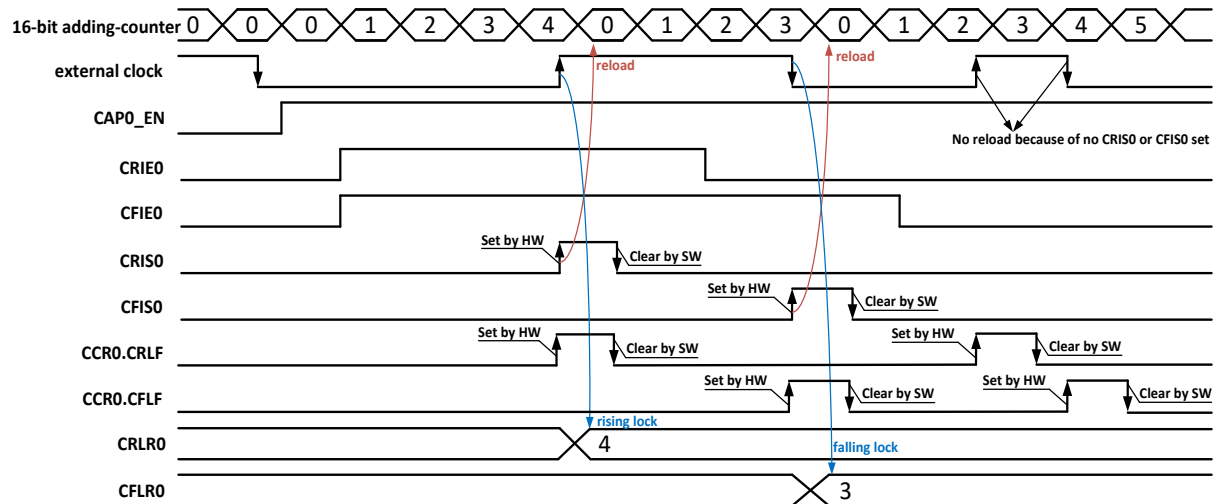 16-bit adding-counter 0 0 0 1 2 3 4 0 1 2 3 0 1 2 3 4 5
external clock
reload
reload
CAP0_EN
No reload because of no CRIS0 or CFIS0 set
CRIE0
CFIE0
CRIS0
Set by HW
Clear by SW
CFIS0
Set by HW
Clear by SW
CCR0.CRLF
Set by HW
Clear by SW
Set by HW
Clear by SW
CCR0.CFLF
Set by HW
Clear by SW
Set by HW
Clear by SW
CRLR0
rising lock
4
falling lock
CFLR0
3